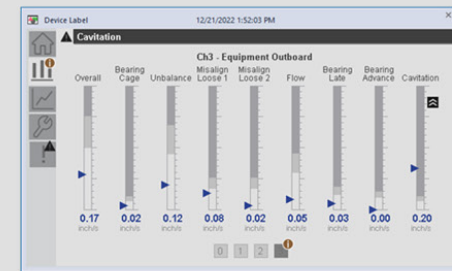 Device Label 12/21/2022 1:52:03 PM ×
Cavitation
Ch3 - Equipment Outboard
Overall Bearing Cage Unbalance Misalign Loose 1 Misalign Loose 2 Flow Bearing Late Bearing Advance Cavitation
0.17 0.02 0.12 0.08 0.02 0.05 0.03 0.00 0.20
inch/s inch/s inch/s inch/s inch/s inch/s inch/s inch/s inch/s
0 1 2